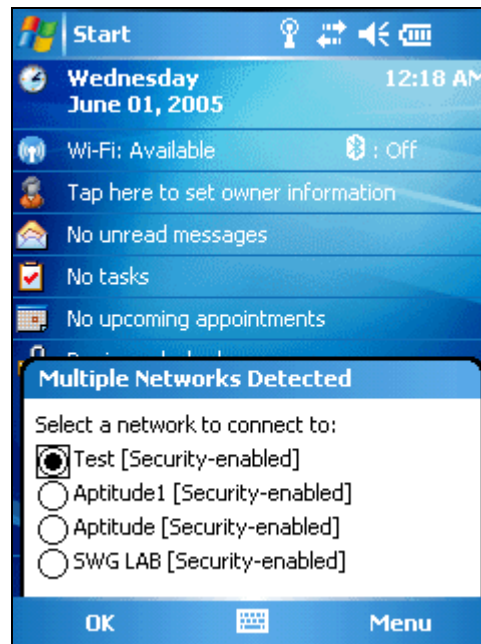 Start
Wednesday 12:18 AM
June 01, 2005
Wi-Fi: Available : Off
Tap here to set owner information
No unread messages
No tasks
No upcoming appointments
Multiple Networks Detected
Select a network to connect to:
Test [Security-enabled]
Aptitude1 [Security-enabled]
Aptitude [Security-enabled]
SWG LAB [Security-enabled]
OK Menu